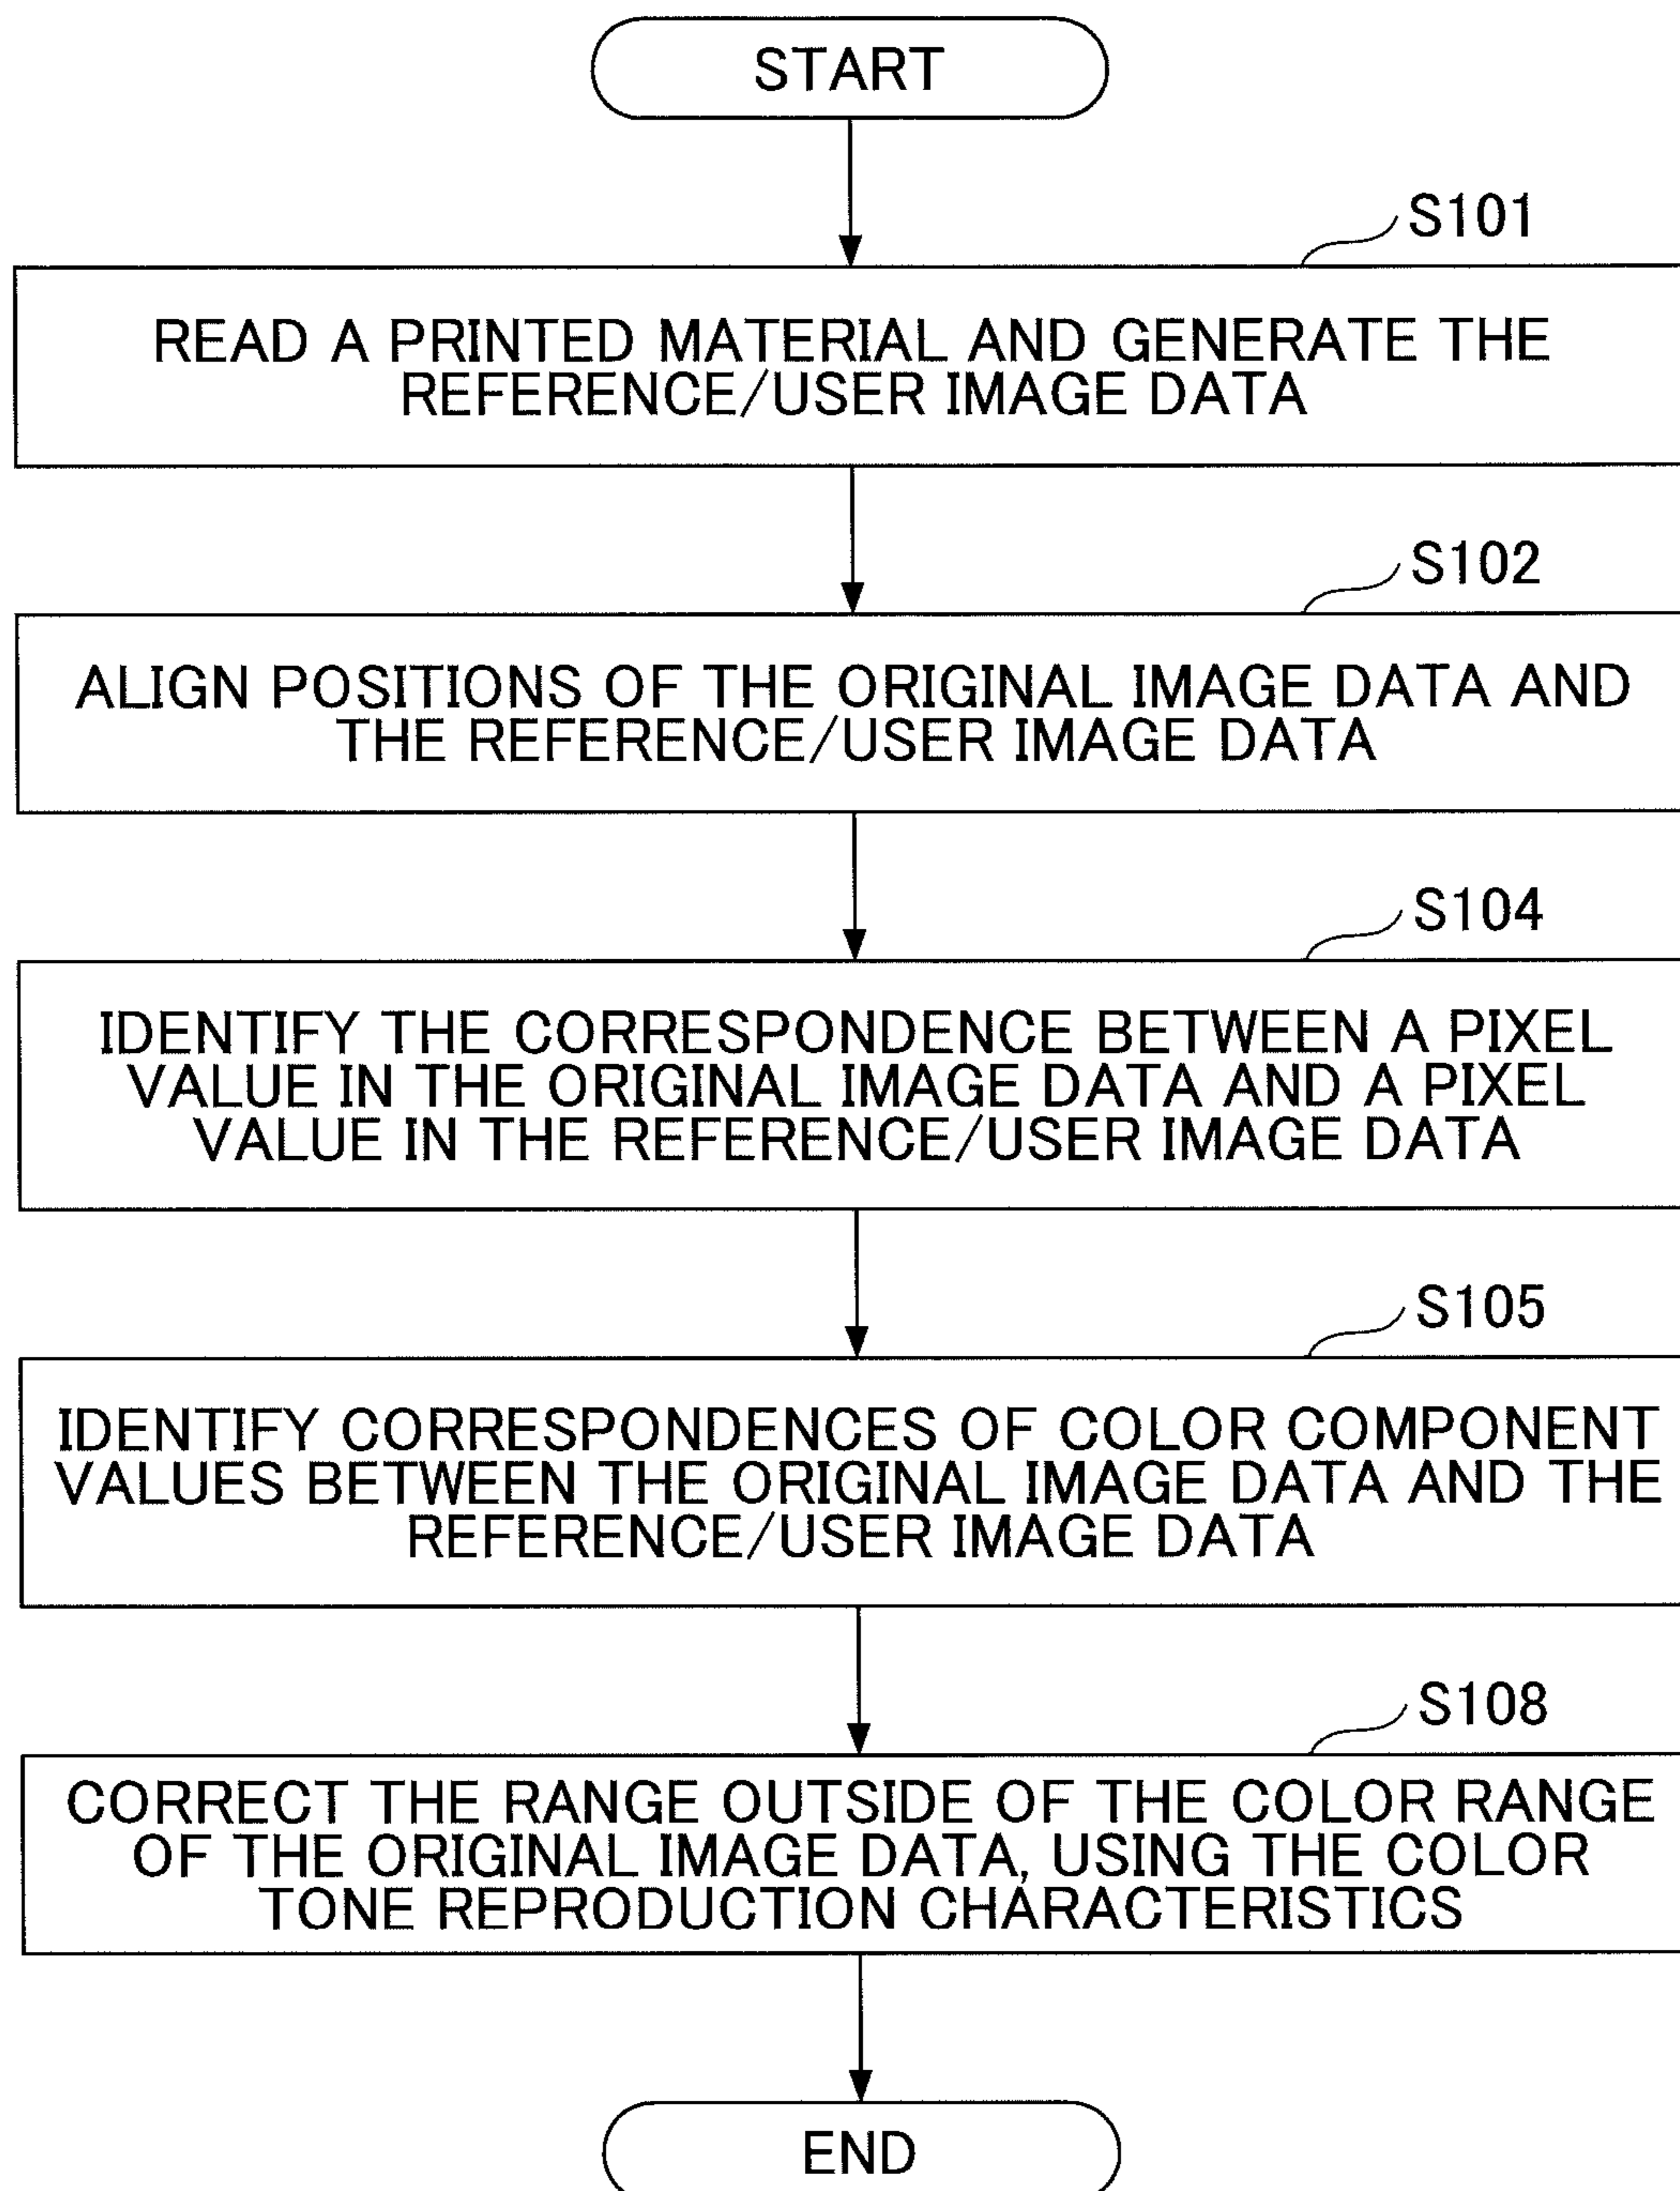 START
S101
READ A PRINTED MATERIAL AND GENERATE THE
REFERENCE/USER IMAGE DATA
S102
ALIGN POSITIONS OF THE ORIGINAL IMAGE DATA AND
THE REFERENCE/USER IMAGE DATA
S104
IDENTIFY THE CORRESPONDENCE BETWEEN A PIXEL
VALUE IN THE ORIGINAL IMAGE DATA AND A PIXEL
VALUE IN THE REFERENCE/USER IMAGE DATA
S105
IDENTIFY CORRESPONDENCES OF COLOR COMPONENT
VALUES BETWEEN THE ORIGINAL IMAGE DATA AND THE
REFERENCE/USER IMAGE DATA
S108
CORRECT THE RANGE OUTSIDE OF THE COLOR RANGE
OF THE ORIGINAL IMAGE DATA, USING THE COLOR
TONE REPRODUCTION CHARACTERISTICS
END